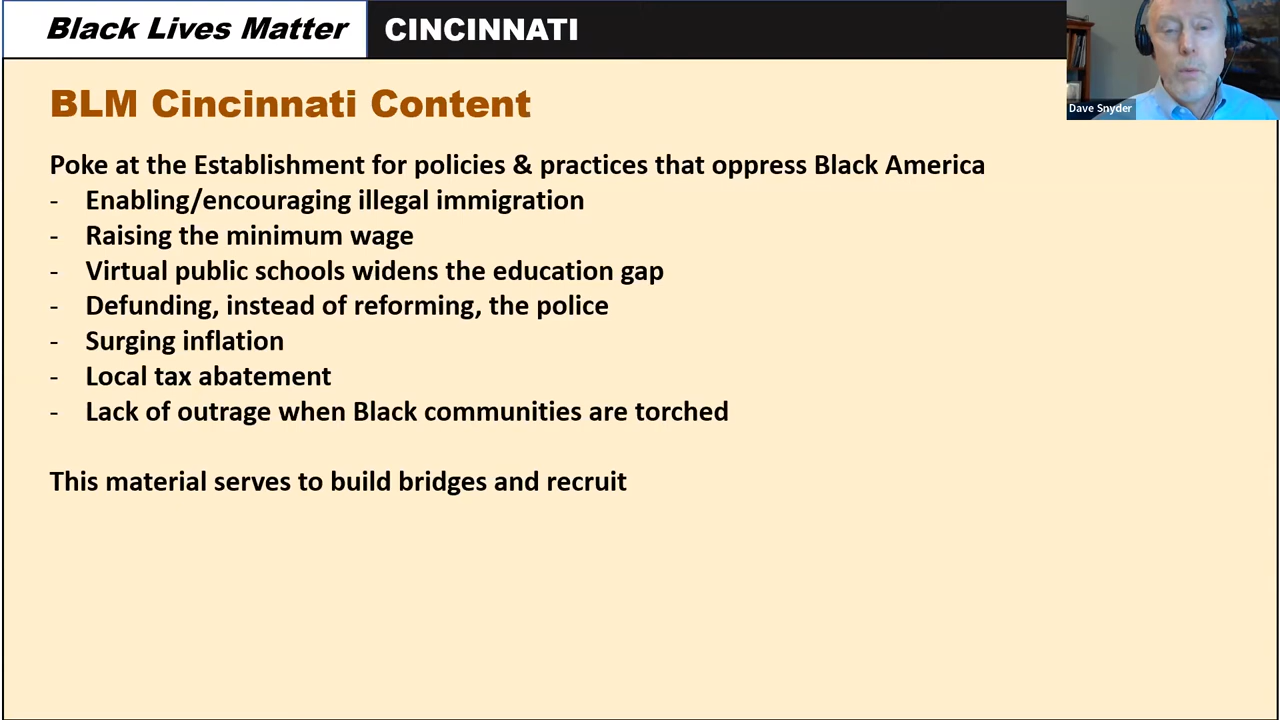 Black Lives Matter CINCINNATI
Dave Snyder
BLM Cincinnati Content
Poke at the Establishment for policies & practices that oppress Black America
- Enabling/encouraging illegal immigration
- Raising the minimum wage
- Virtual public schools widens the education gap
- Defunding, instead of reforming, the police
- Surging inflation
- Local tax abatement
- Lack of outrage when Black communities are torched
This material serves to build bridges and recruit